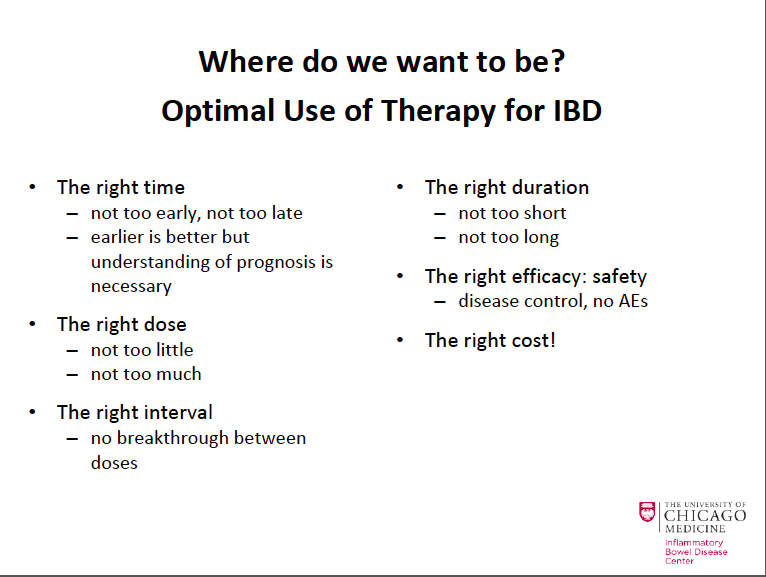 Where do we want to be?
Optimal Use of Therapy for IBD
• The right time
– not too early, not too late
– earlier is better but
understanding of prognosis is
necessary
• The right dose
– not too little
– not too much
• The right interval
– no breakthrough between
doses
• The right duration
– not too short
– not too long
• The right efficacy: safety
– disease control, no AEs
• The right cost!
THE UNIVERSITY OF
CHICAGO
MEDICINE
Inflammatory
Bowel Disease
Center